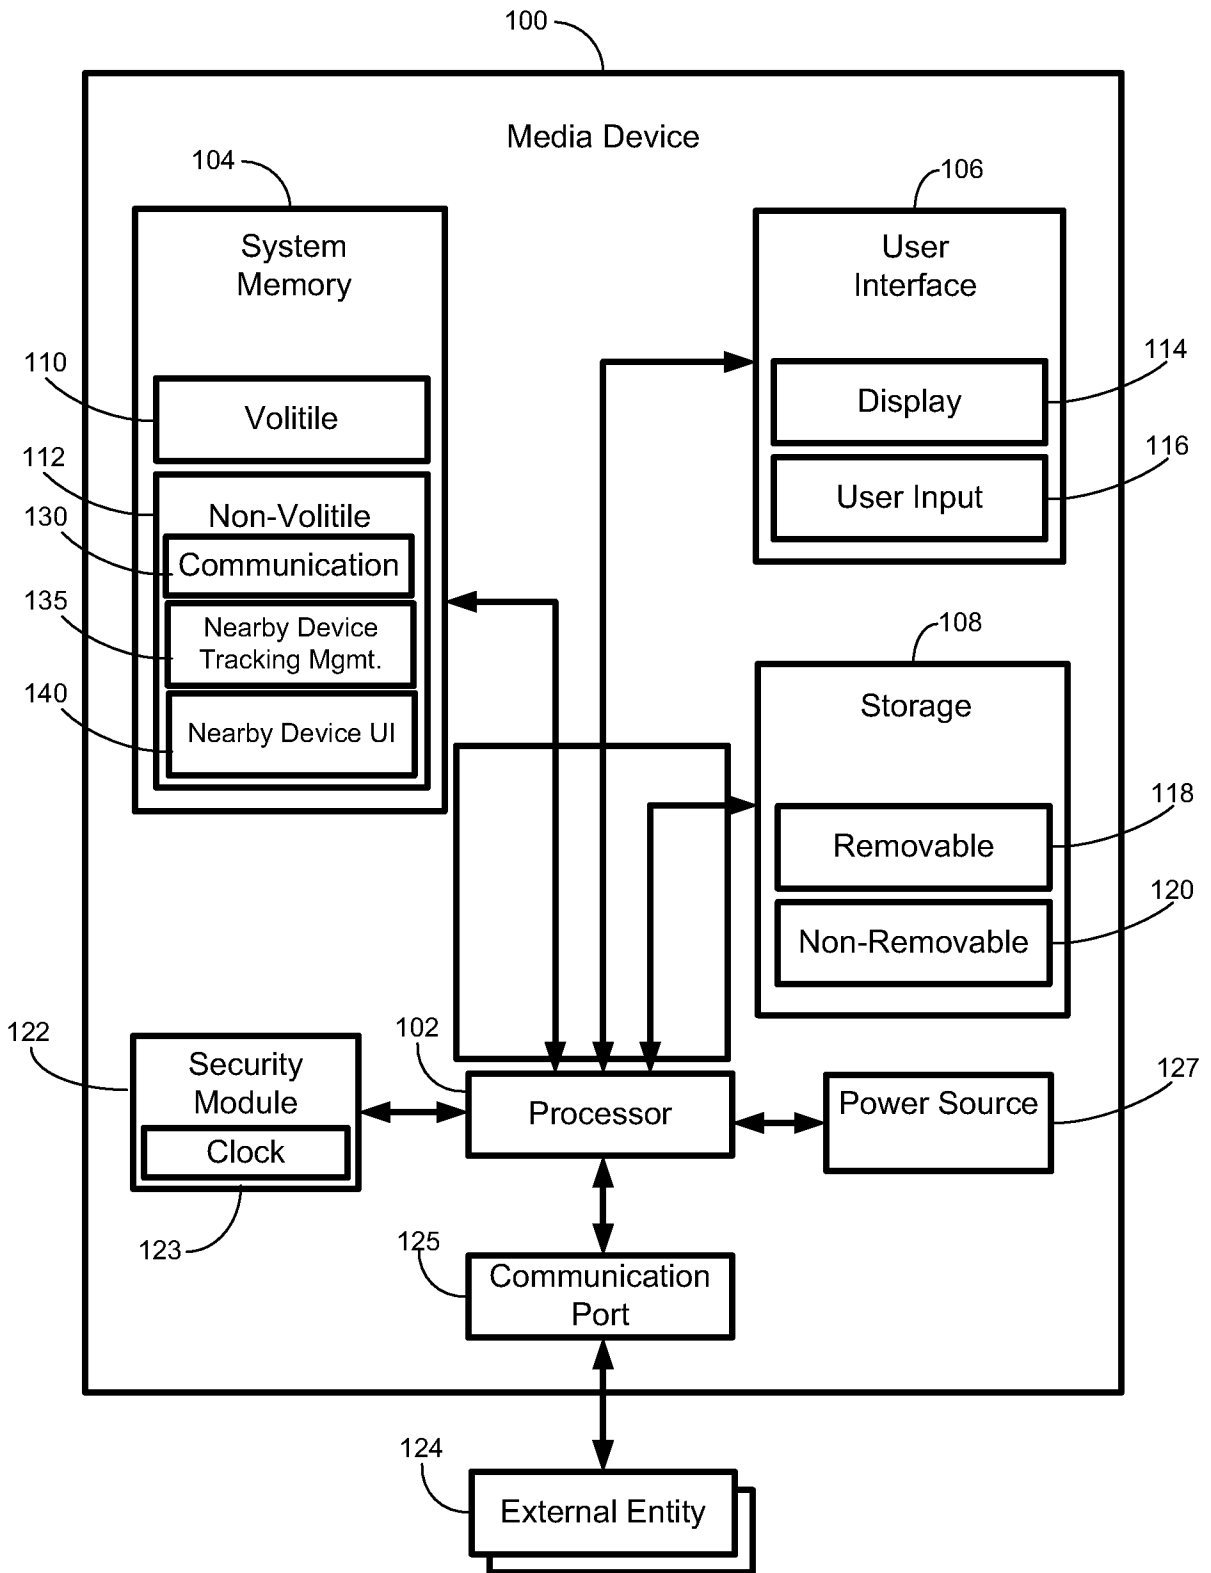 100
Media Device
104
System
Memory
106
User
Interface
110
Volitile
114
Display
112
Non-Volitile
116
User Input
130
Communication
135
Nearby Device
Tracking Mgmt.
108
Storage
140
Nearby Device UI
118
Removable
120
Non-Removable
122
Security
Module
Clock
123
102
Processor
127
Power Source
125
Communication
Port
124
External Entity